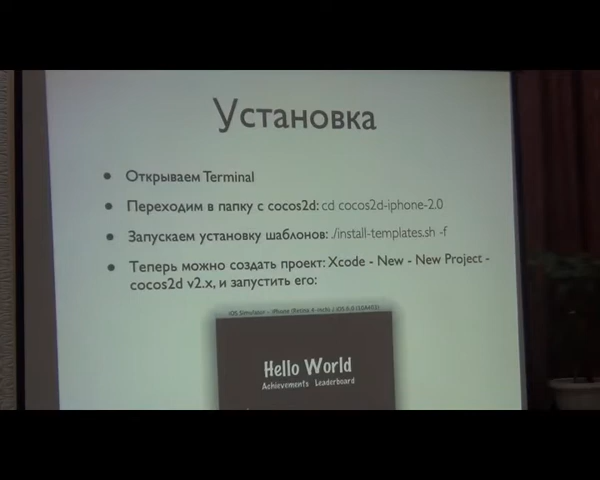 Установка
Открываем Terminal
Переходим в папку с cocos2d: cd cocos2d-iphone-2.0
Запускаем установку шаблонов: ./install-templates.sh -f
Теперь можно создать проект: Xcode - New - New Project -
cocos2d v2.x, и запустить его:
iOS Simulator - iPhone (Retina 4-inch) / iOS 6.0 (10A403)
Hello World
Achievements Leaderboard